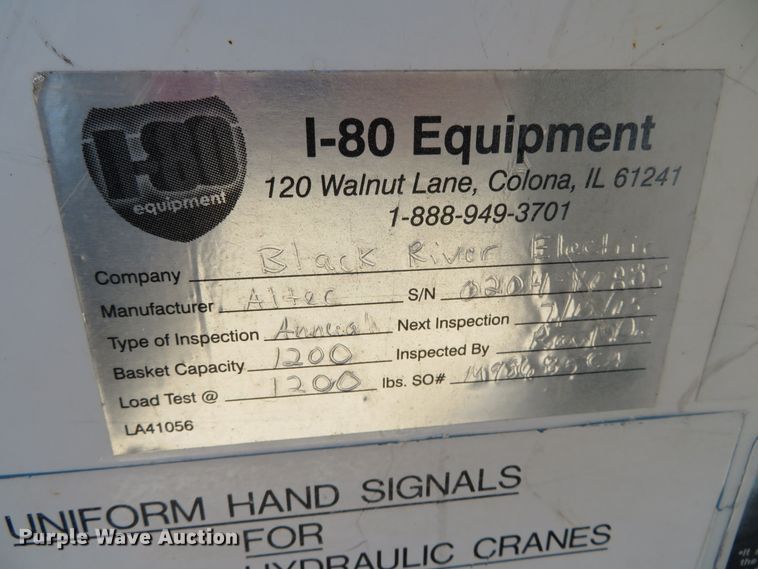 I-80
equipment
I-80 Equipment
120 Walnut Lane, Colona, IL 61241
1-888-949-3701
Company Black River Electric
Manufacturer Altec S/N
Type of Inspection Annual Next Inspection
Basket Capacity 1200 Inspected By
Load Test @ 1200 lbs. SO#
LA41056
UNIFORM HAND SIGNALS
FOR
HYDRAULIC CRANES
Purple Wave Auction